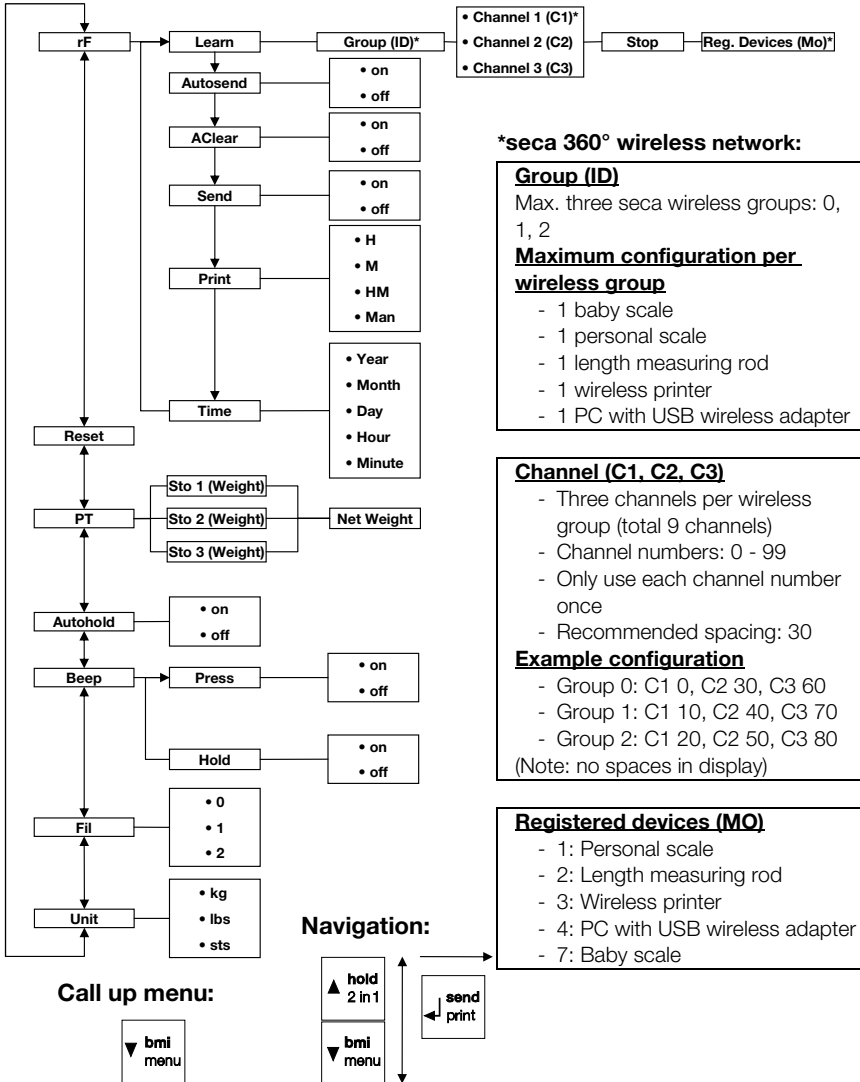 rF
Learn
Group (ID)*
• Channel 1 (C1)*
• Channel 2 (C2)
• Channel 3 (C3)
Stop
Reg. Devices (Mo)*
Autosend
• on
• off
AClear
• on
• off
Send
• on
• off
Print
• H
• M
• HM
• Man
Time
• Year
• Month
• Day
• Hour
• Minute
Reset
PT
Sto 1 (Weight)
Sto 2 (Weight)
Sto 3 (Weight)
Net Weight
Autohold
• on
• off
Beep
Press
• on
• off
Hold
• on
• off
Fil
• 0
• 1
• 2
Unit
• kg
• lbs
• sts
*seca 360° wireless network:
Group (ID)
Max. three seca wireless groups: 0,
1, 2
Maximum configuration per
wireless group
- 1 baby scale
- 1 personal scale
- 1 length measuring rod
- 1 wireless printer
- 1 PC with USB wireless adapter
Channel (C1, C2, C3)
- Three channels per wireless
group (total 9 channels)
- Channel numbers: 0 - 99
- Only use each channel number
once
- Recommended spacing: 30
Example configuration
- Group 0: C1 0, C2 30, C3 60
- Group 1: C1 10, C2 40, C3 70
- Group 2: C1 20, C2 50, C3 80
(Note: no spaces in display)
Registered devices (MO)
- 1: Personal scale
- 2: Length measuring rod
- 3: Wireless printer
- 4: PC with USB wireless adapter
- 7: Baby scale
Call up menu:
bmi
menu
Navigation:
hold
2 in 1
bmi
menu
send
print